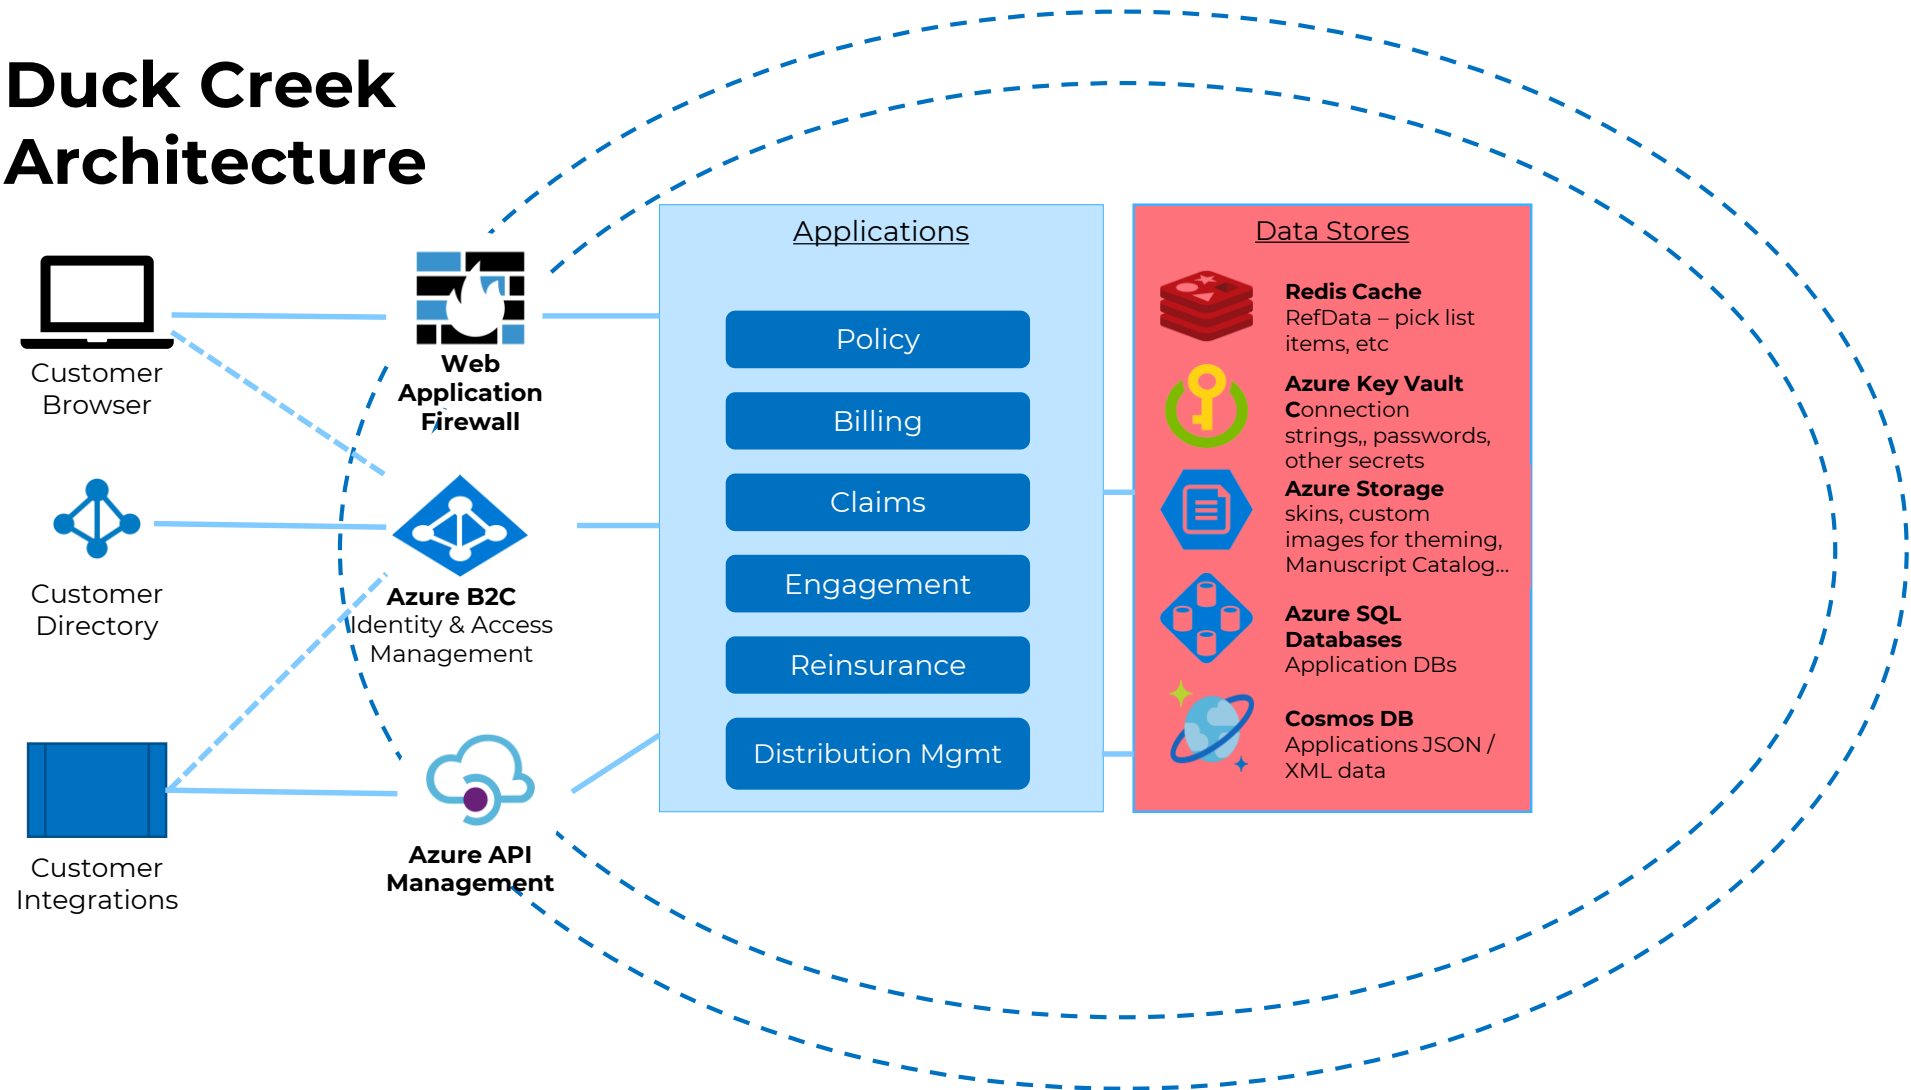 Duck Creek
Architecture
Customer
Browser
Customer
Directory
Customer
Integrations
Web
Application
Firewall
Azure B2C
Identity & Access
Management
Azure API
Management
Applications
Policy
Billing
Claims
Engagement
Reinsurance
Distribution Mgmt
Data Stores
Redis Cache
RefData – pick list
items, etc
Azure Key Vault
Connection
strings,, passwords,
other secrets
Azure Storage
skins, custom
images for theming,
Manuscript Catalog...
Azure SQL
Databases
Application DBs
Cosmos DB
Applications JSON /
XML data